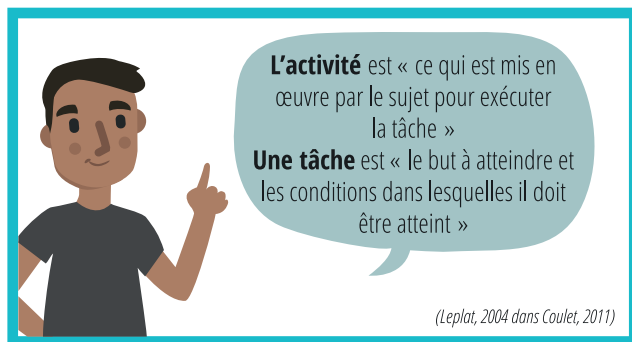 L’activité est « ce qui est mis en
œuvre par le sujet pour exécuter
la tâche »
Une tâche est « le but à atteindre et
les conditions dans lesquelles il doit
être atteint »
(Leplat, 2004 dans Coulet, 2011)